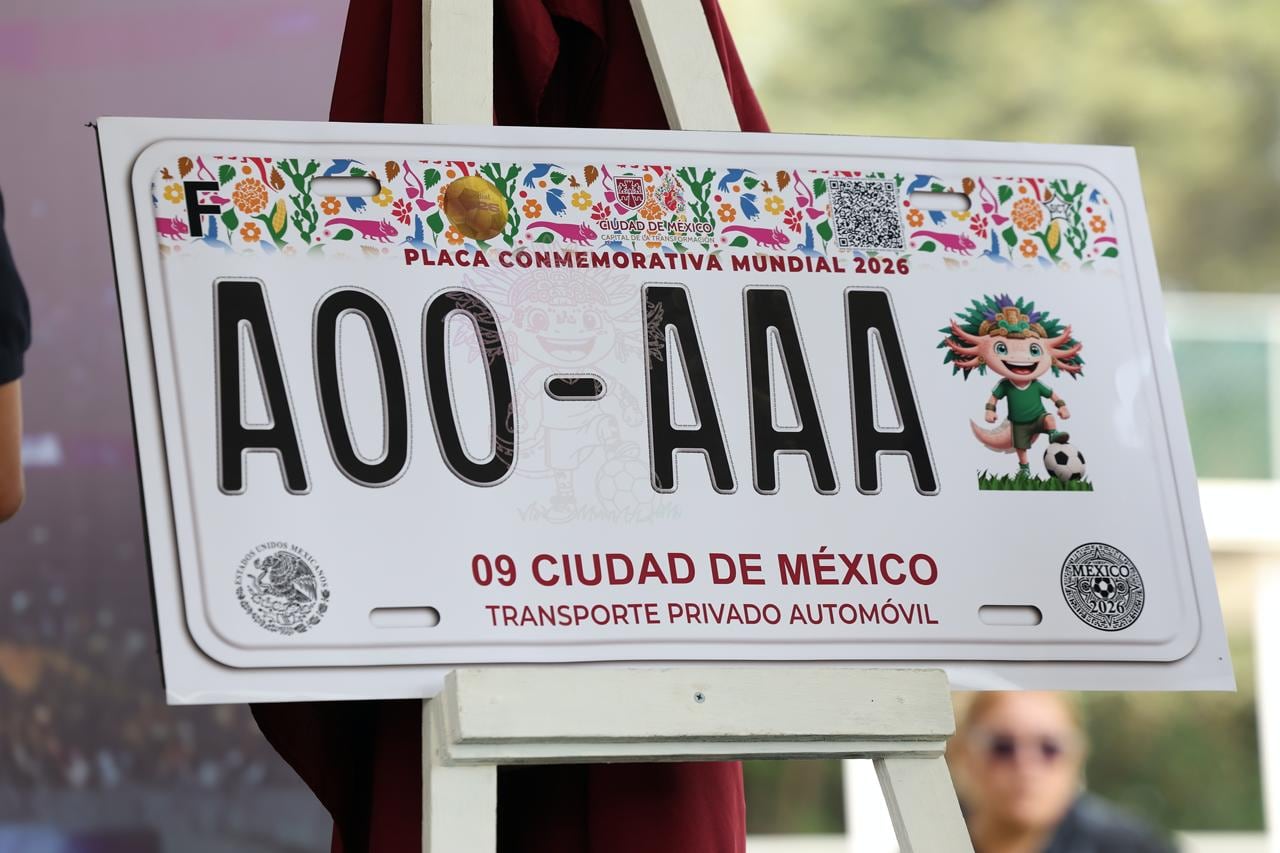 F
CIUDAD DE MÉXICO
CAPITAL DE LA TRANSFORMACIÓN
PLACA CONMEMORATIVA MUNDIAL 2026
A00-AAA
ESTADOS UNIDOS MEXICANOS
09 CIUDAD DE MÉXICO
TRANSPORTE PRIVADO AUTOMÓVIL
MEXICO
2026